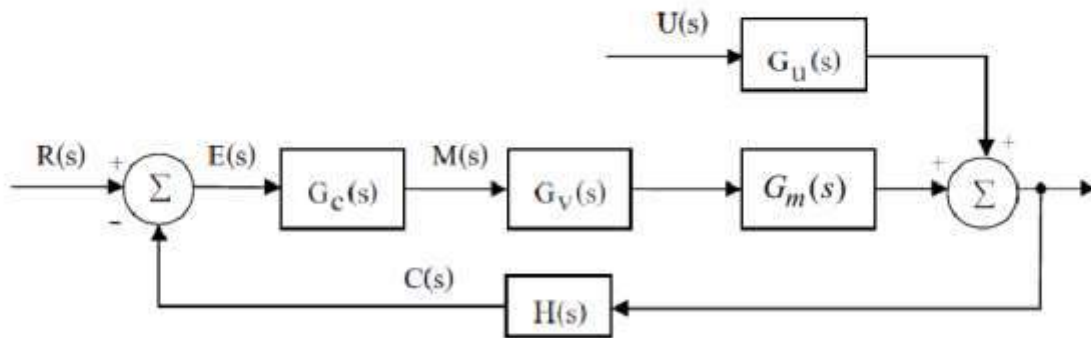 U(s)
G_u(s)
R(s)
+
Σ
-
E(s)
G_c(s)
M(s)
G_v(s)
G_m(s)
+
+
Σ
C(s)
H(s)